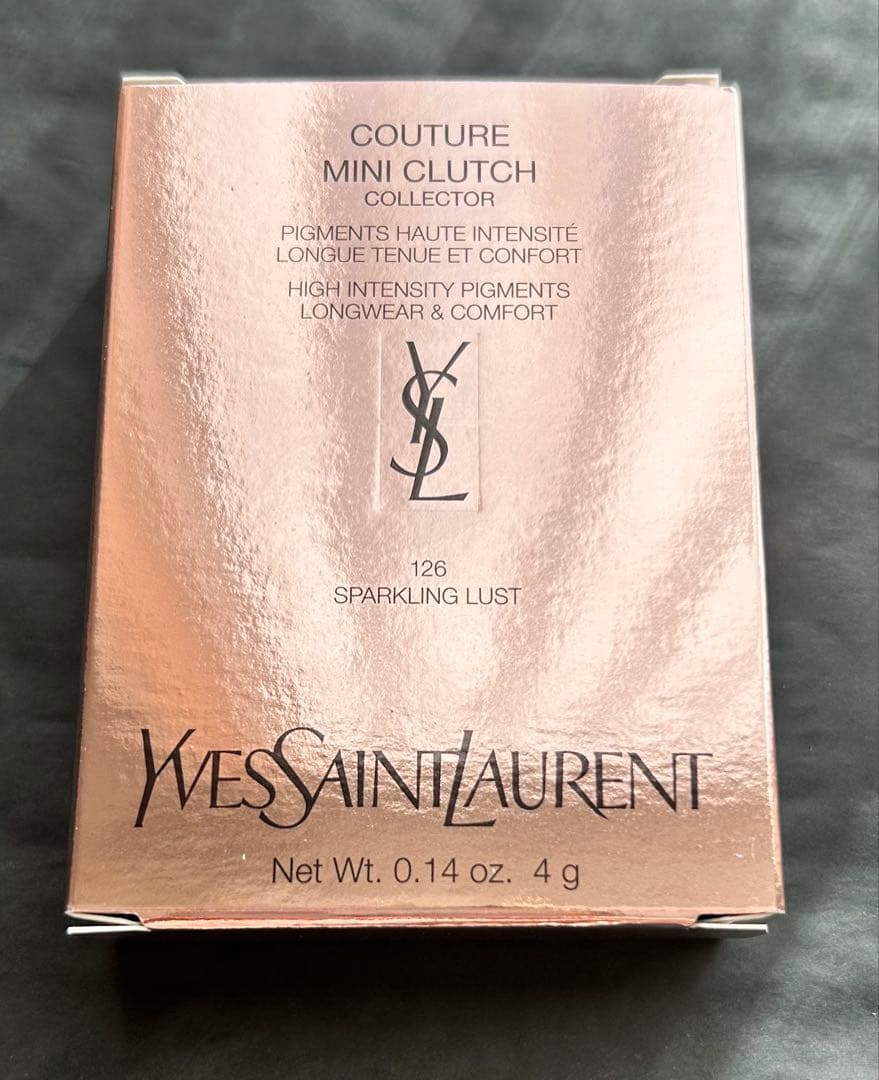 COUTURE
MINI CLUTCH
COLLECTOR
PIGMENTS HAUTE INTENSITÉ
LONGUE TENUE ET CONFORT
HIGH INTENSITY PIGMENTS
LONGWEAR & COMFORT
YSL
126
SPARKLING LUST
YVESSAINTLAURENT
Net Wt. 0.14 oz. 4 g